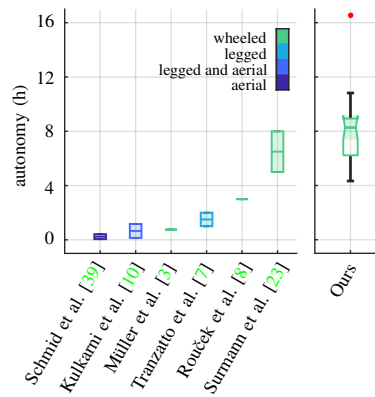 16
12
8
4
0
autonomy (h)
wheeled
legged
legged and aerial
aerial
Schmid et al. [39]
Kulkarni et al. [10]
Müller et al. [3]
Tranzatto et al. [7]
Rouček et al. [8]
Surmann et al. [23]
Ours